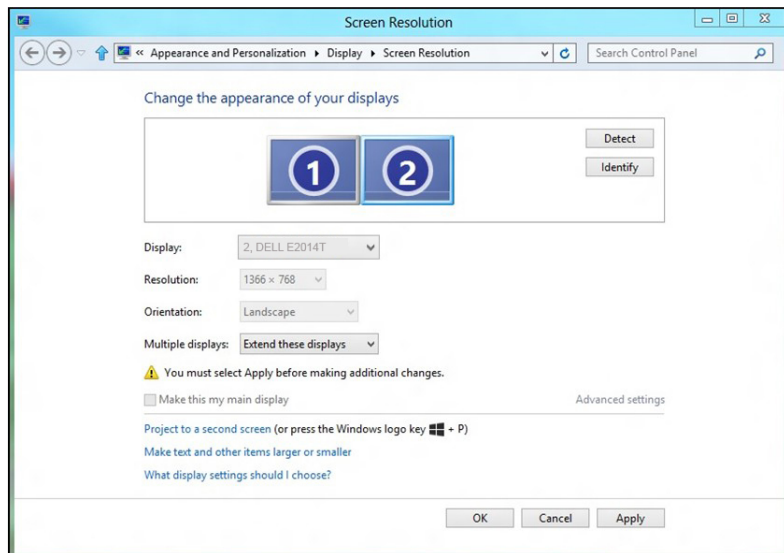 Screen Resolution
« Appearance and Personalization Display Screen Resolution Search Control Panel
Change the appearance of your displays
1 2
Detect
Identify
Display: 2, DELL E2014T
Resolution: 1366 × 768
Orientation: Landscape
Multiple displays: Extend these displays
You must select Apply before making additional changes.
Make this my main display Advanced settings
Project to a second screen (or press the Windows logo key + P)
Make text and other items larger or smaller
What display settings should I choose?
OK Cancel Apply